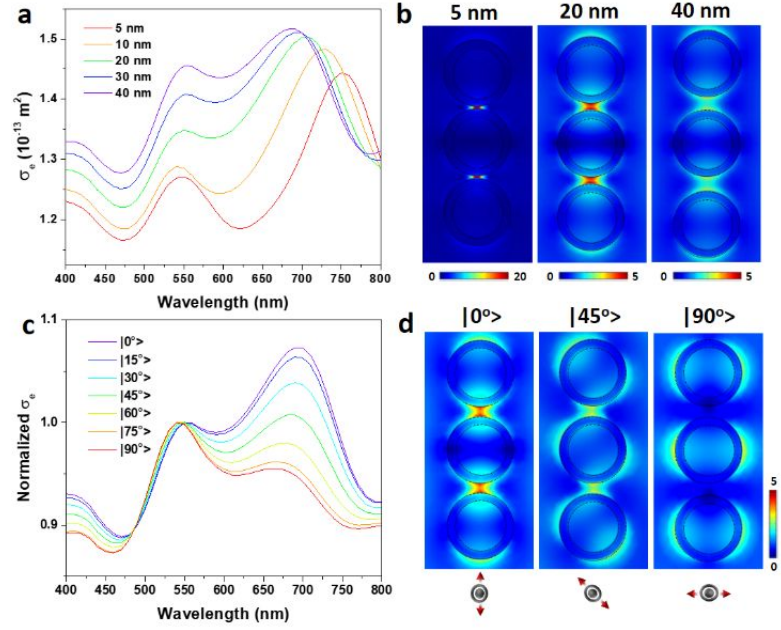 a
σe (10-13 m2)
1.5
1.4
1.3
1.2
5 nm
10 nm
20 nm
30 nm
40 nm
400 450 500 550 600 650 700 750 800
Wavelength (nm)
b
5 nm 20 nm 40 nm
0 20 0 5 0 5
c
Normalized σe
1.1
1.0
0.9
|0°>
|15°>
|30°>
|45°>
|60°>
|75°>
|90°>
400 450 500 550 600 650 700 750 800
Wavelength (nm)
d
|0°> |45°> |90°>
5
0